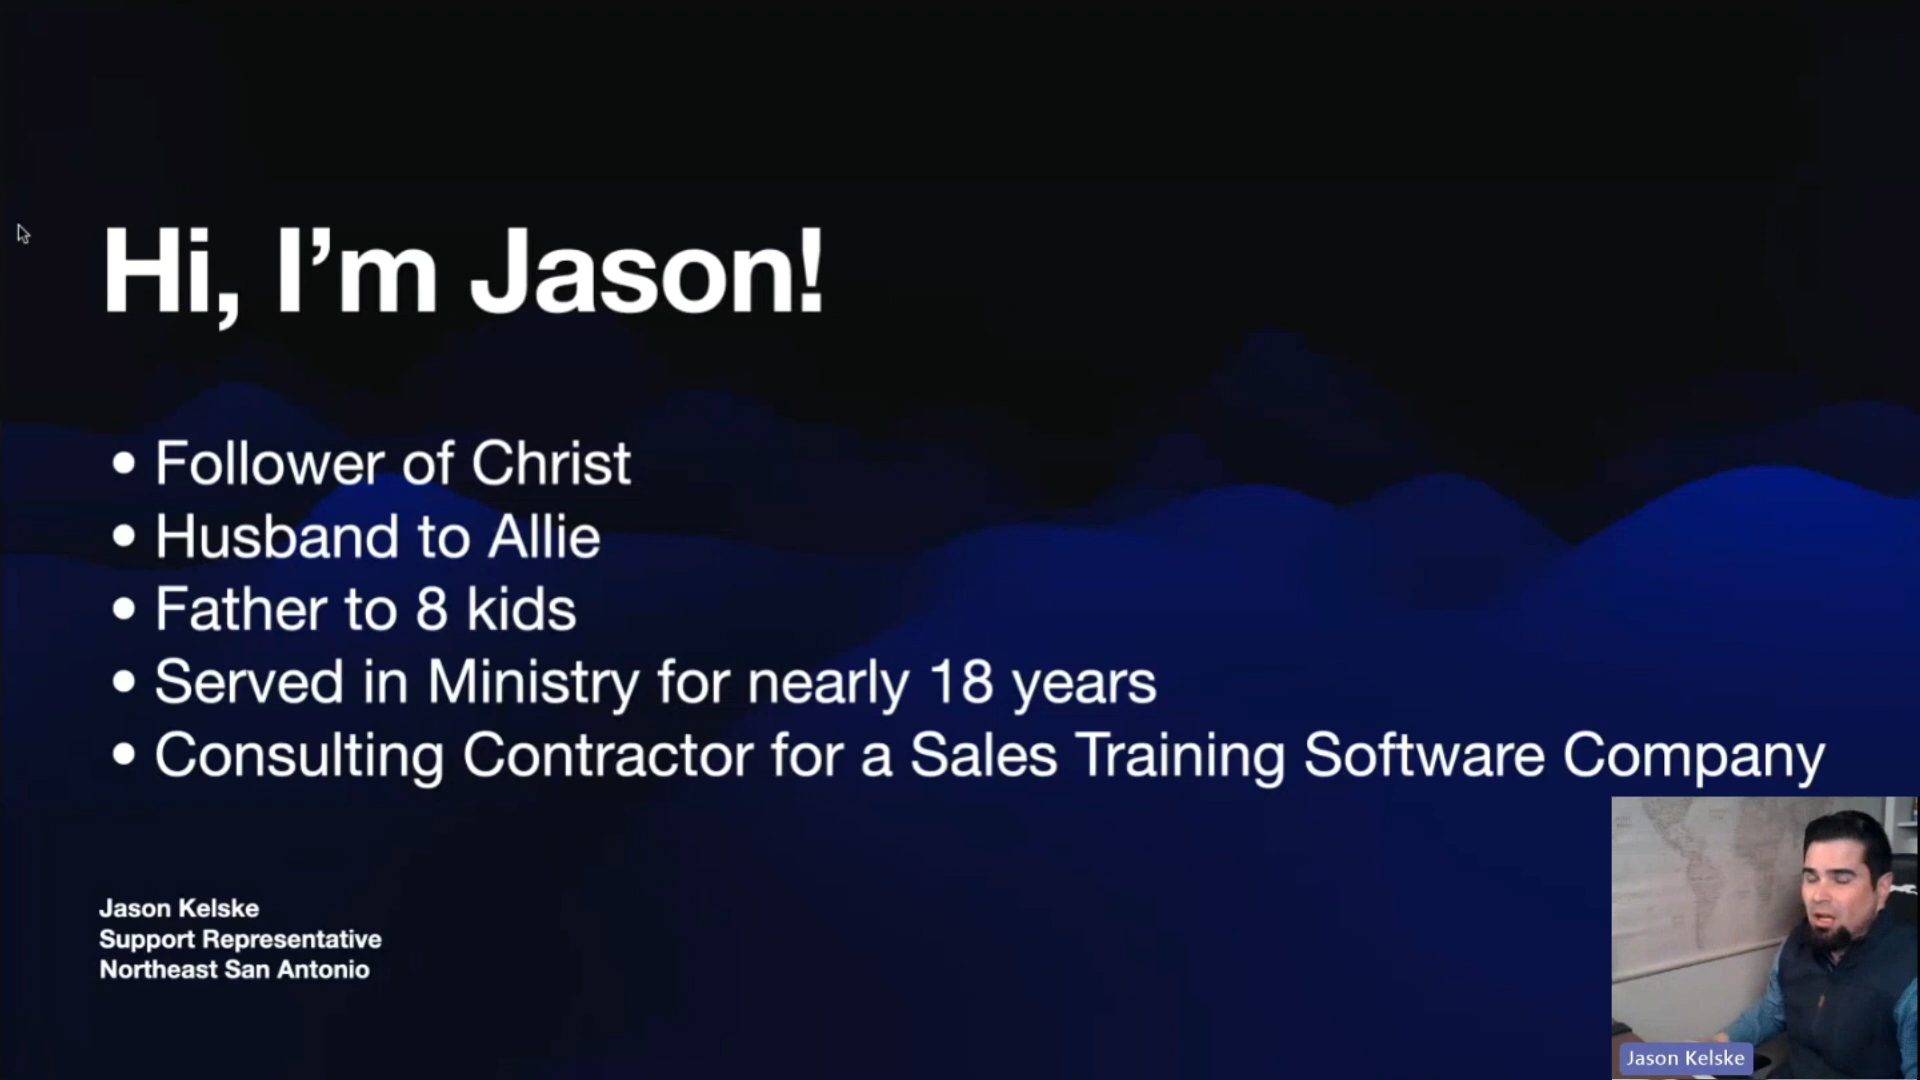 Hi, I’m Jason!
• Follower of Christ
• Husband to Allie
• Father to 8 kids
• Served in Ministry for nearly 18 years
• Consulting Contractor for a Sales Training Software Company
Jason Kelske
Support Representative
Northeast San Antonio
Jason Kelske